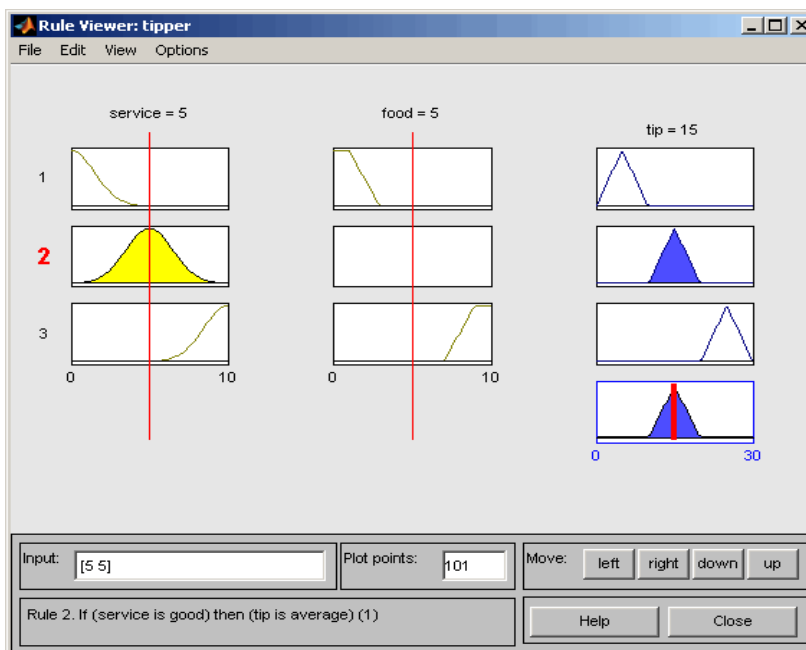 Rule Viewer: tipper
File Edit View Options
service = 5
food = 5
tip = 15
1
2
3
0 10
0 10
0 30
Input: [5 5]
Plot points: 101
Move: left right down up
Rule 2. If (service is good) then (tip is average) (1)
Help Close